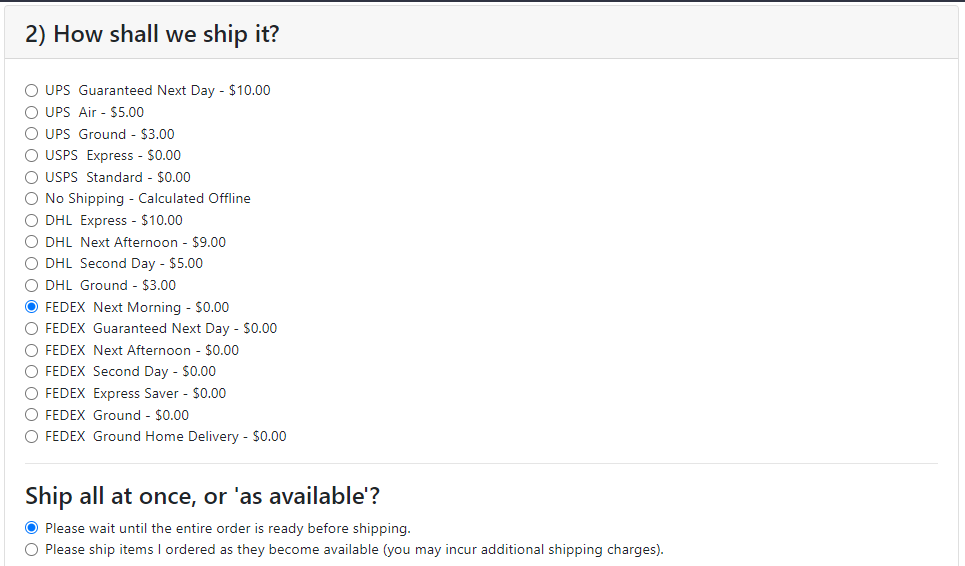 2) How shall we ship it?
UPS Guaranteed Next Day - $10.00
UPS Air - $5.00
UPS Ground - $3.00
USPS Express - $0.00
USPS Standard - $0.00
No Shipping - Calculated Offline
DHL Express - $10.00
DHL Next Afternoon - $9.00
DHL Second Day - $5.00
DHL Ground - $3.00
FEDEX Next Morning - $0.00
FEDEX Guaranteed Next Day - $0.00
FEDEX Next Afternoon - $0.00
FEDEX Second Day - $0.00
FEDEX Express Saver - $0.00
FEDEX Ground - $0.00
FEDEX Ground Home Delivery - $0.00
Ship all at once, or 'as available'?
Please wait until the entire order is ready before shipping.
Please ship items I ordered as they become available (you may incur additional shipping charges).